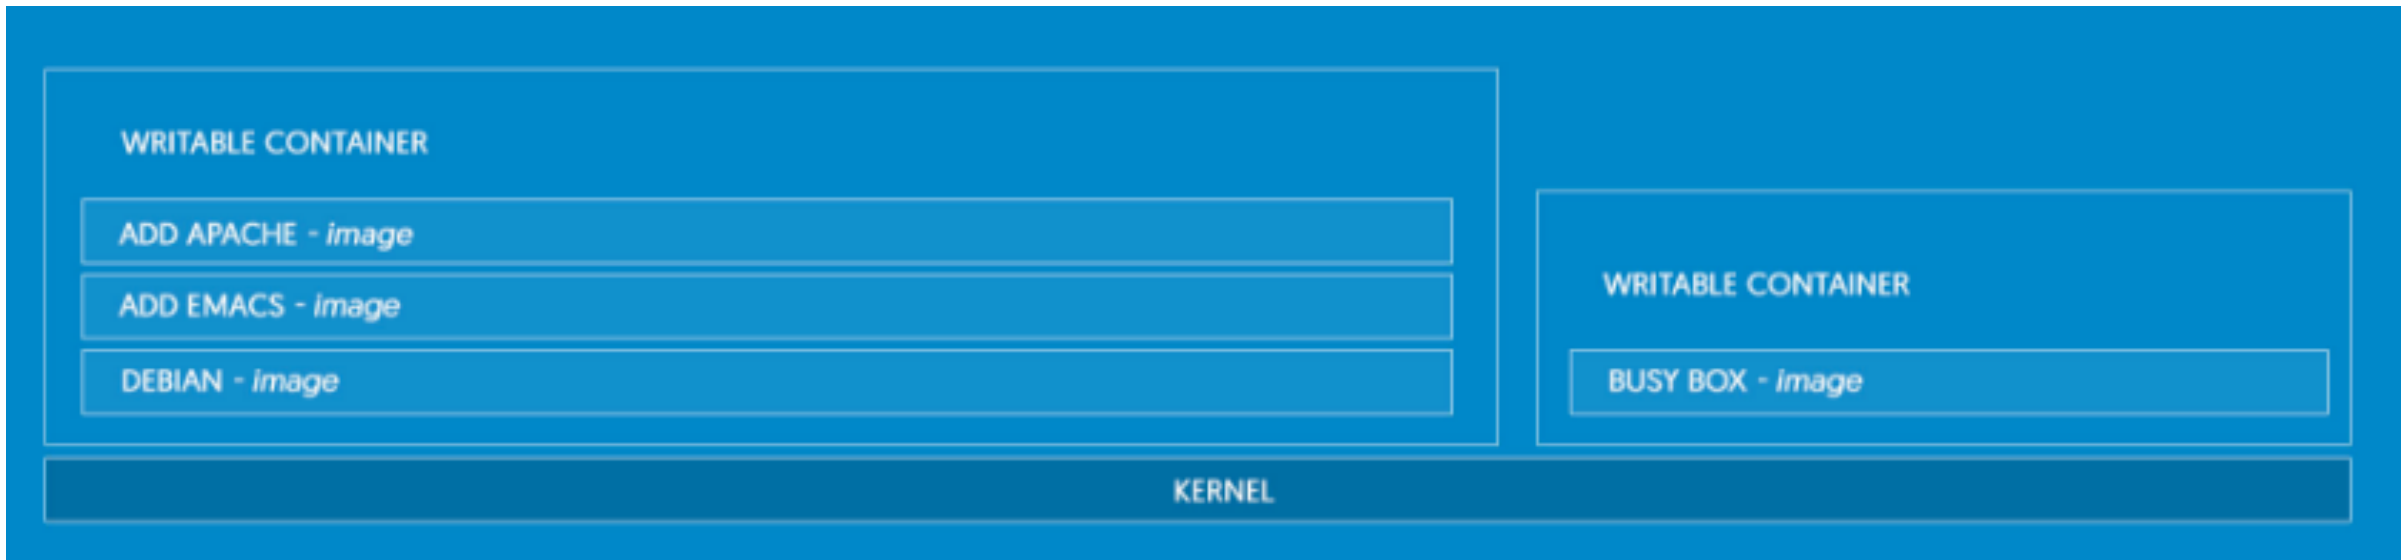 WRITABLE CONTAINER
ADD APACHE - image
ADD EMACS - image
DEBIAN - image
WRITABLE CONTAINER
BUSY BOX - image
KERNEL